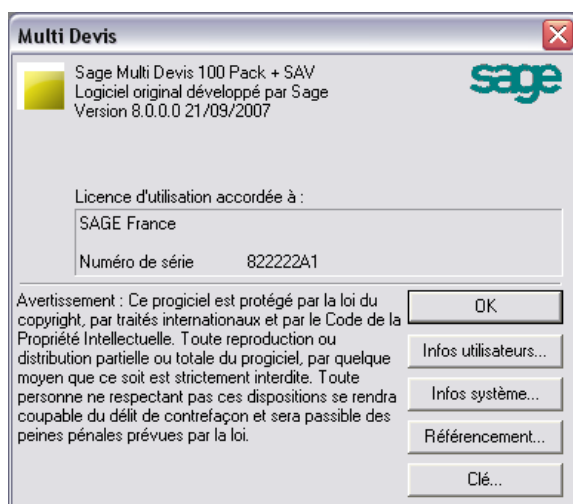 Multi Devis
Sage Multi Devis 100 Pack + SAV
Logiciel original développé par Sage
Version 8.0.0.0 21/09/2007
sage
Licence d'utilisation accordée à :
SAGE France
Numéro de série 822222A1
Avertissement : Ce progiciel est protégé par la loi du
copyright, par traités internationaux et par le Code de la
Propriété Intellectuelle. Toute reproduction ou
distribution partielle ou totale du progiciel, par quelque
moyen que ce soit est strictement interdite. Toute
personne ne respectant pas ces dispositions se rendra
coupable du délit de contrefaçon et sera passible des
peines pénales prévues par la loi.
OK
Infos utilisateurs...
Infos système...
Référencement...
Clé...